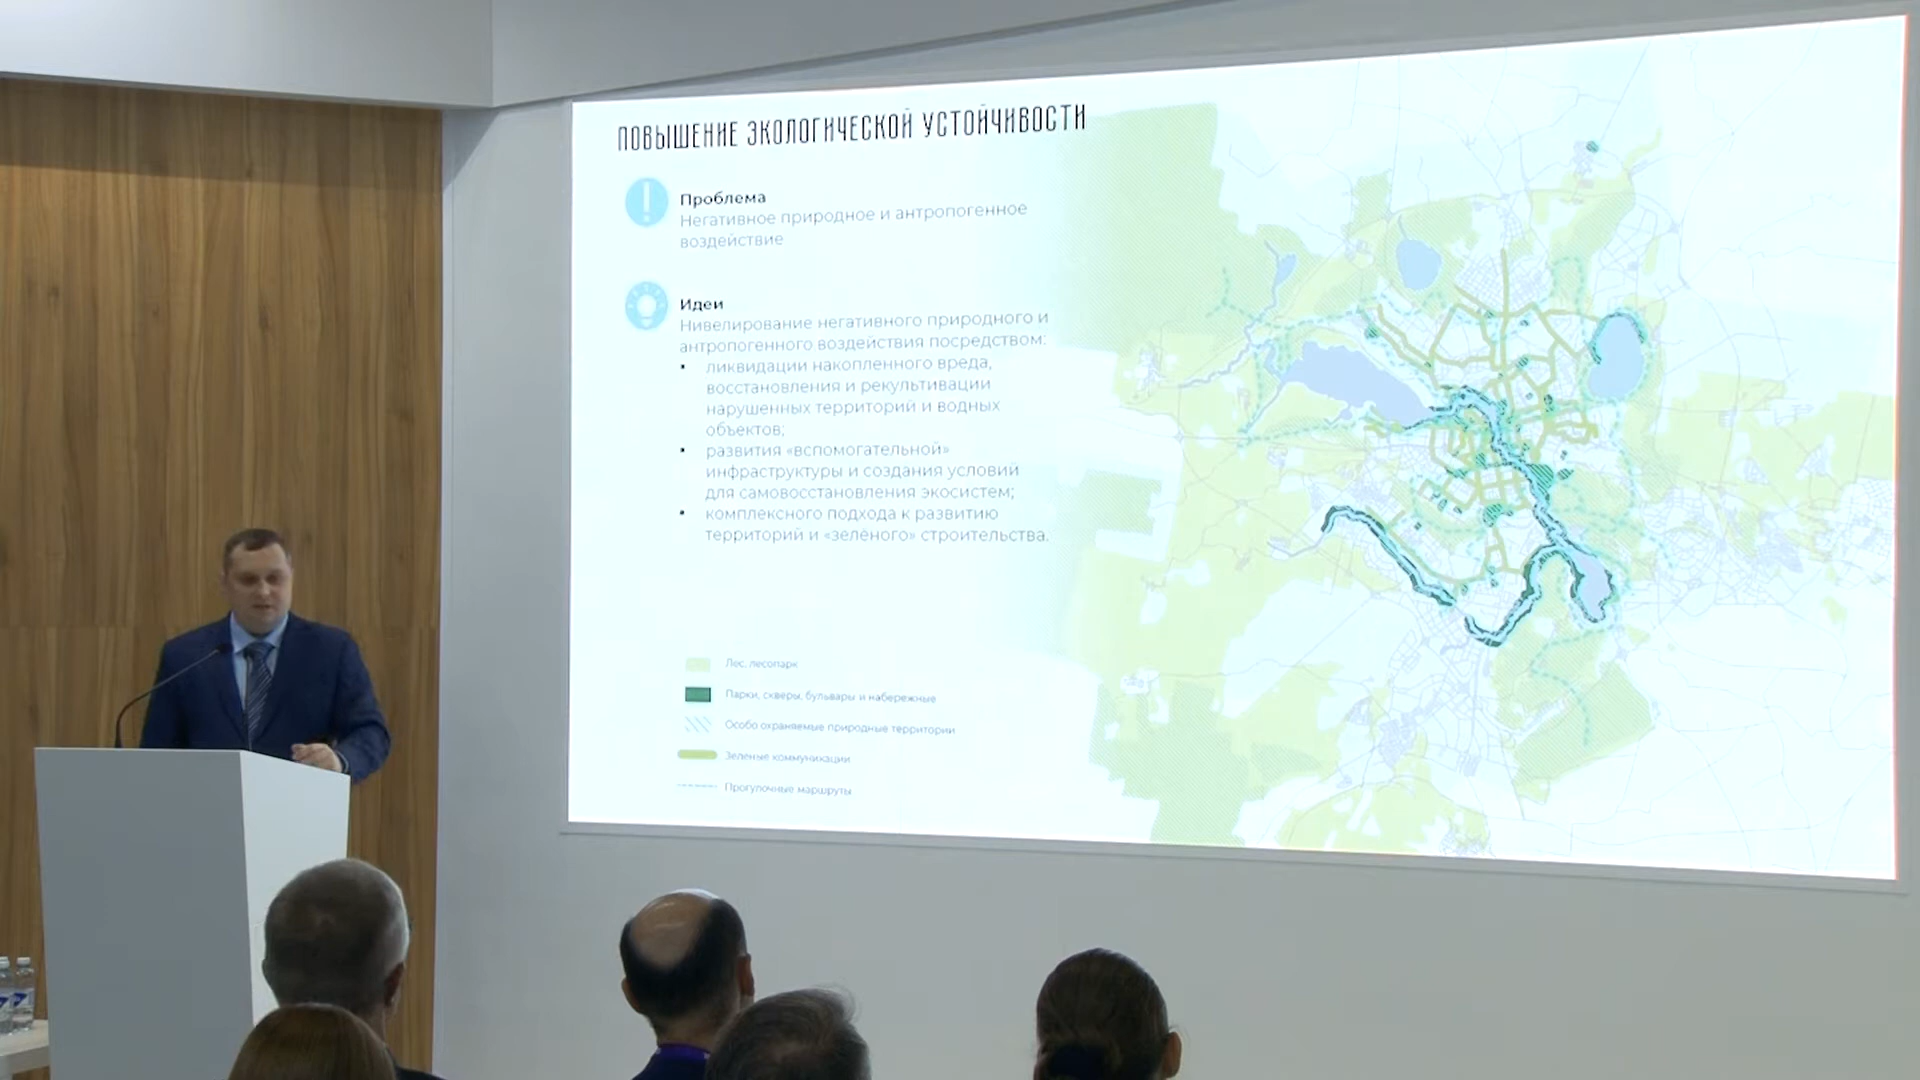 ПОВЫШЕНИЕ ЭКОЛОГИЧЕСКОЙ УСТОЙЧИВОСТИ
Проблема
Негативное природное и антропогенное
воздействие
Идеи
Нивелирование негативного природного и
антропогенного воздействия посредством:
▪ ликвидации накопленного вреда,
восстановления и рекультивации
нарушенных территорий и водных
объектов;
▪ развития «вспомогательной»
инфраструктуры и создания условий
для самовосстановления экосистем;
▪ комплексного подхода к развитию
территорий и «зелёного» строительства.
Лес, лесопарк
Парки, скверы, бульвары и набережные
Особо охраняемые природные территории
Зелёные коммуникации
Прогулочные маршруты